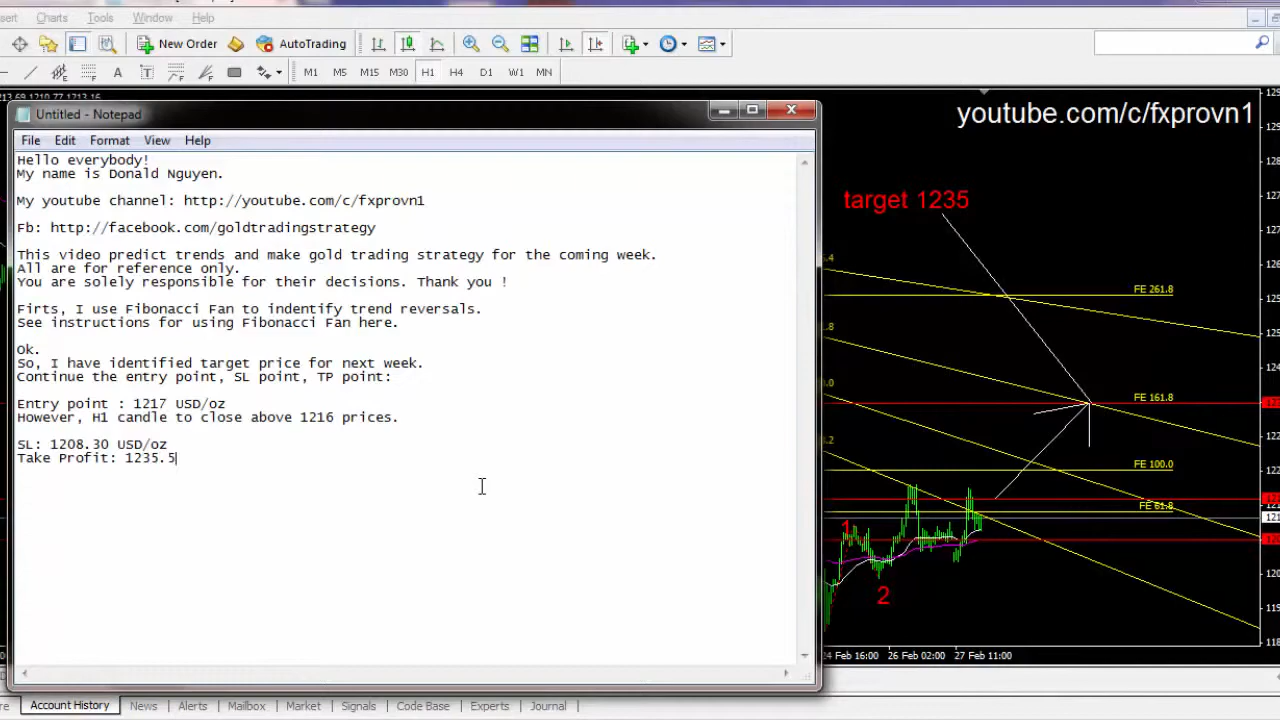 Charts Tools Window Help
New Order AutoTrading
A T F F M1 M5 M15 M30 H1 H4 D1 W1 MN
1210.77 1213.16
Untitled - Notepad
File Edit Format View Help
Hello everybody!
My name is Donald Nguyen.
My youtube channel: http://youtube.com/c/fxprovn1
Fb: http://facebook.com/goldtradingstrategy
This video predict trends and make gold trading strategy for the coming week.
All are for reference only.
You are solely responsible for their decisions. Thank you !
Firts, I use Fibonacci Fan to indentify trend reversals.
See instructions for using Fibonacci Fan here.
Ok.
So, I have identified target price for next week.
Continue the entry point, SL point, TP point:
Entry point : 1217 USD/oz
However, H1 candle to close above 1216 prices.
SL: 1208.30 USD/oz
Take Profit: 1235.5
youtube.com/c/fxprovn1
target 1235
FE 261.8
FE 161.8
FE 100.0
FE 61.8
1
2
24 Feb 16:00 26 Feb 02:00 27 Feb 11:00
Account History News Alerts Mailbox Market Signals Code Base Experts Journal